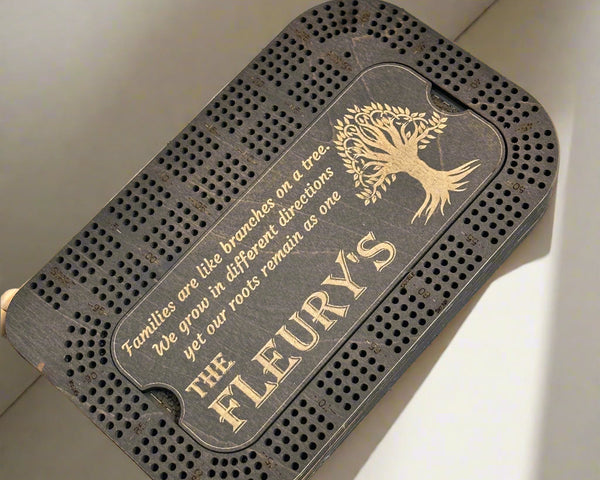 Families are like branches on a tree.
We grow in different directions
yet our roots remain as one
THE
FLEURY'S